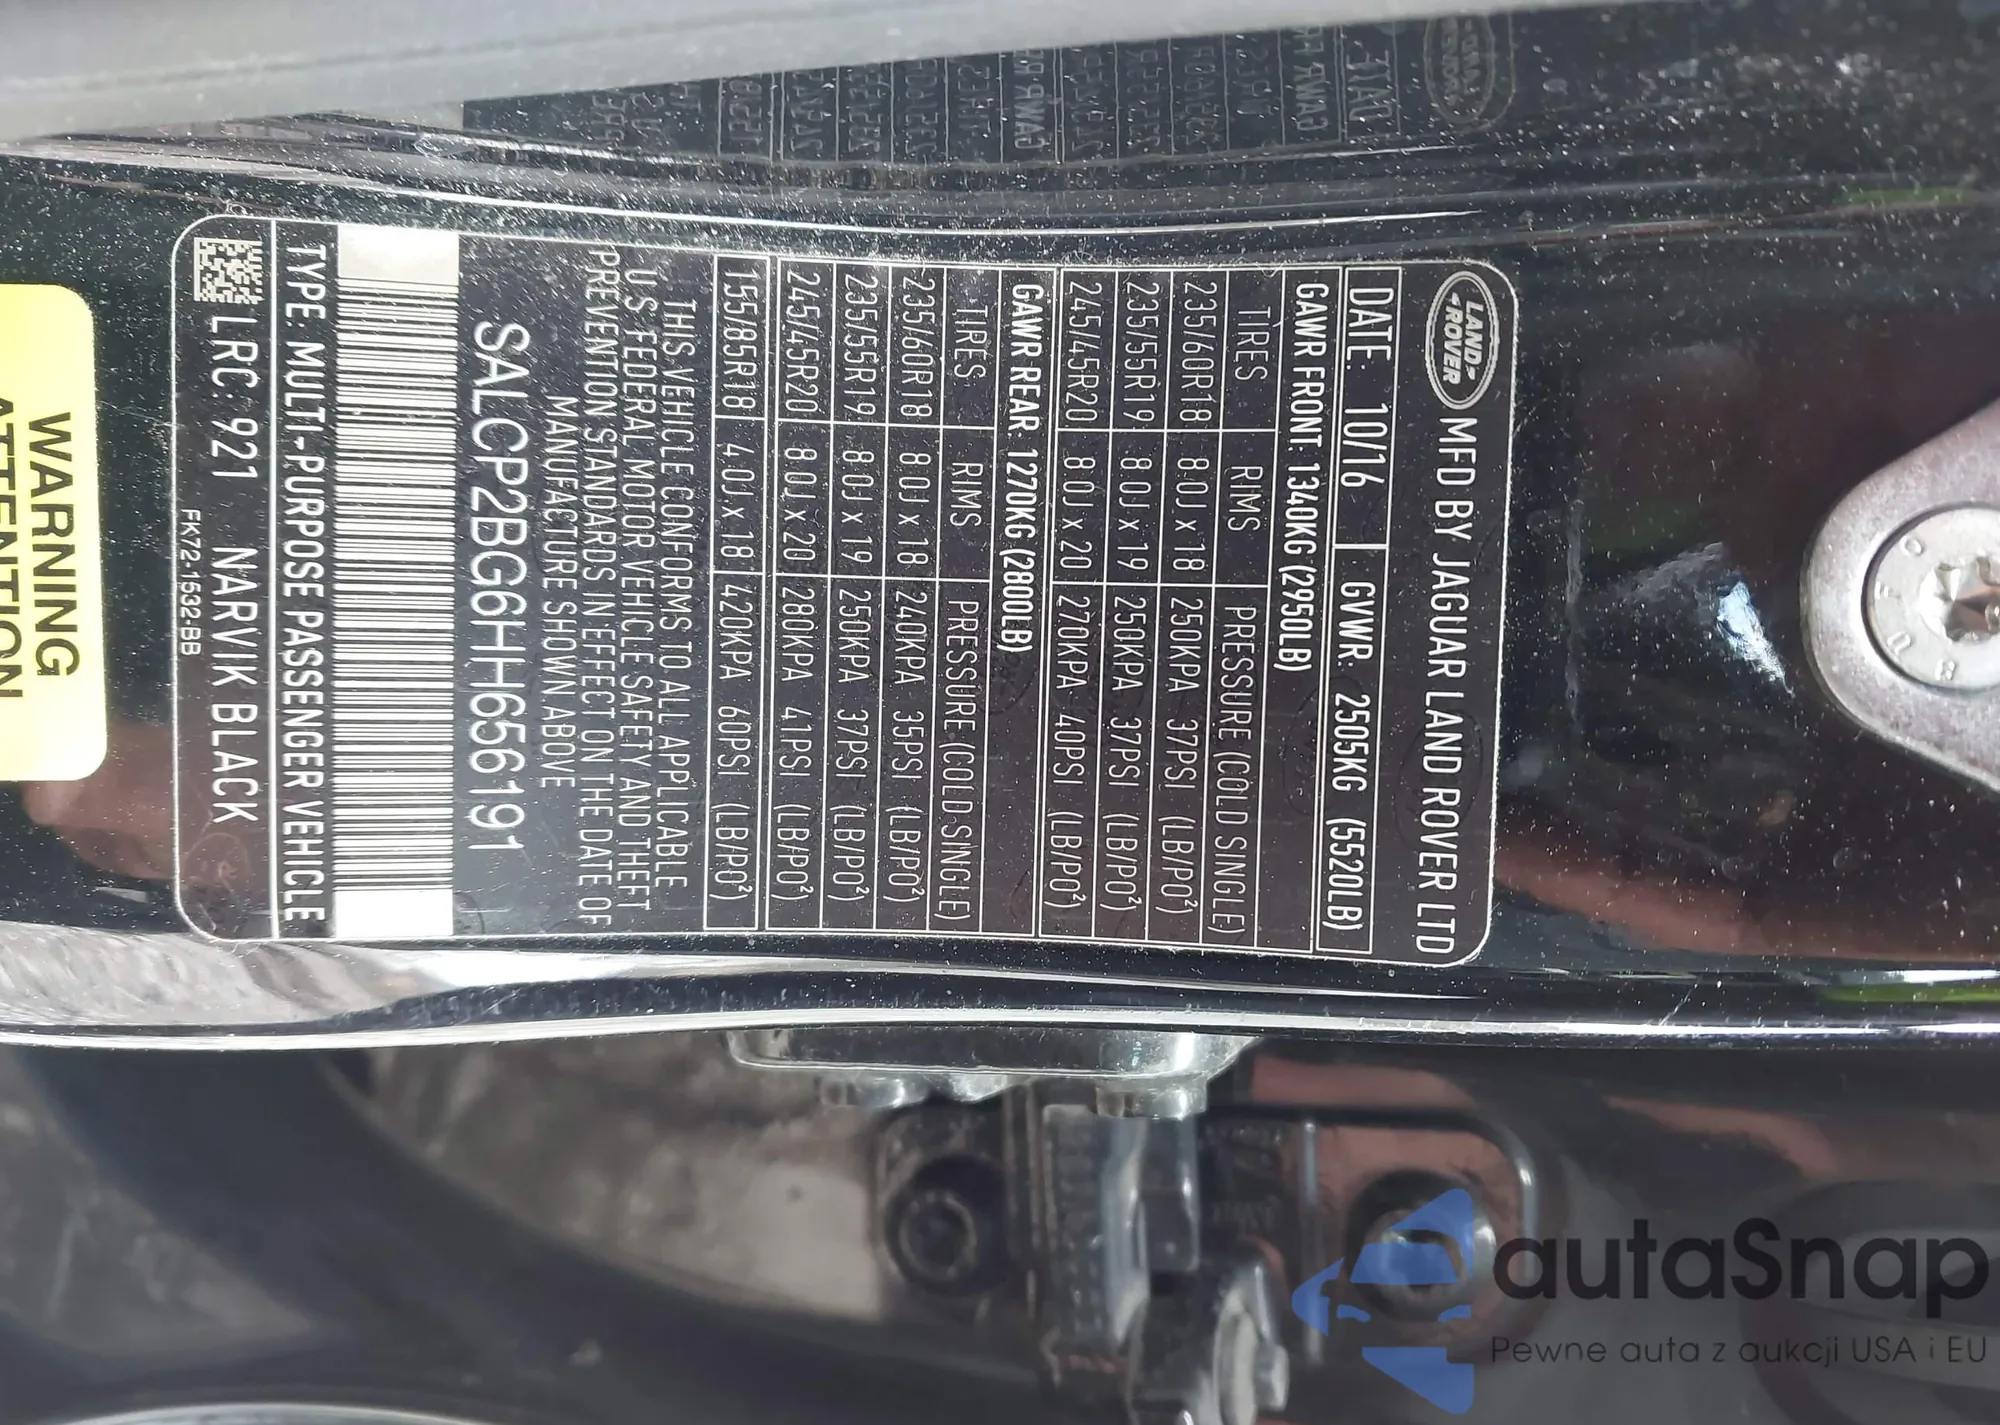 LAND-
-ROVER
MFD BY JAGUAR LAND ROVER LTD
DATE: 10/16 GVWR: 2505KG (5520LB)
GAWR FRONT: 1340KG (2950LB)
TIRES RIMS PRESSURE (COLD SINGLE)
235/60R18 8.0J x 18 250KPA 37PSI (LB/PO²)
235/55R19 8.0J x 19 250KPA 37PSI (LB/PO²)
245/45R20 8.0J x 20 270KPA 40PSI (LB/PO²)
GAWR REAR: 1270KG (2800LB)
TIRES RIMS PRESSURE (COLD SINGLE)
235/60R18 8.0J x 18 240KPA 35PSI (LB/PO²)
235/55R19 8.0J x 19 250KPA 37PSI (LB/PO²)
245/45R20 8.0J x 20 280KPA 41PSI (LB/PO²)
155/85R18 4.0J x 18 420KPA 60PSI (LB/PO²)
THIS VEHICLE CONFORMS TO ALL APPLICABLE
U.S. FEDERAL MOTOR VEHICLE SAFETY AND THEFT
PREVENTION STANDARDS IN EFFECT ON THE DATE OF
MANUFACTURE SHOWN ABOVE
SALCP2BG6HH656191
TYPE: MULTI-PURPOSE PASSENGER VEHICLE
LRC: 921 NARVIK BLACK
FK72-1532-BB
WARNING
ATTENTION
autaSnap
Pewne auta z aukcji USA i EU